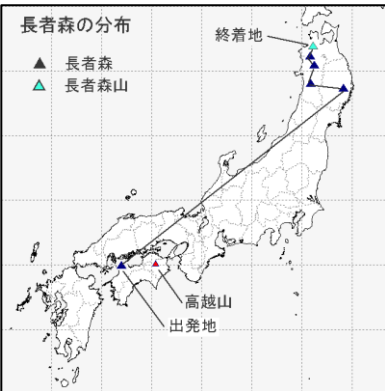 長者森の分布
▲ 長者森
▲ 長者森山
終着地
高越山
出発地